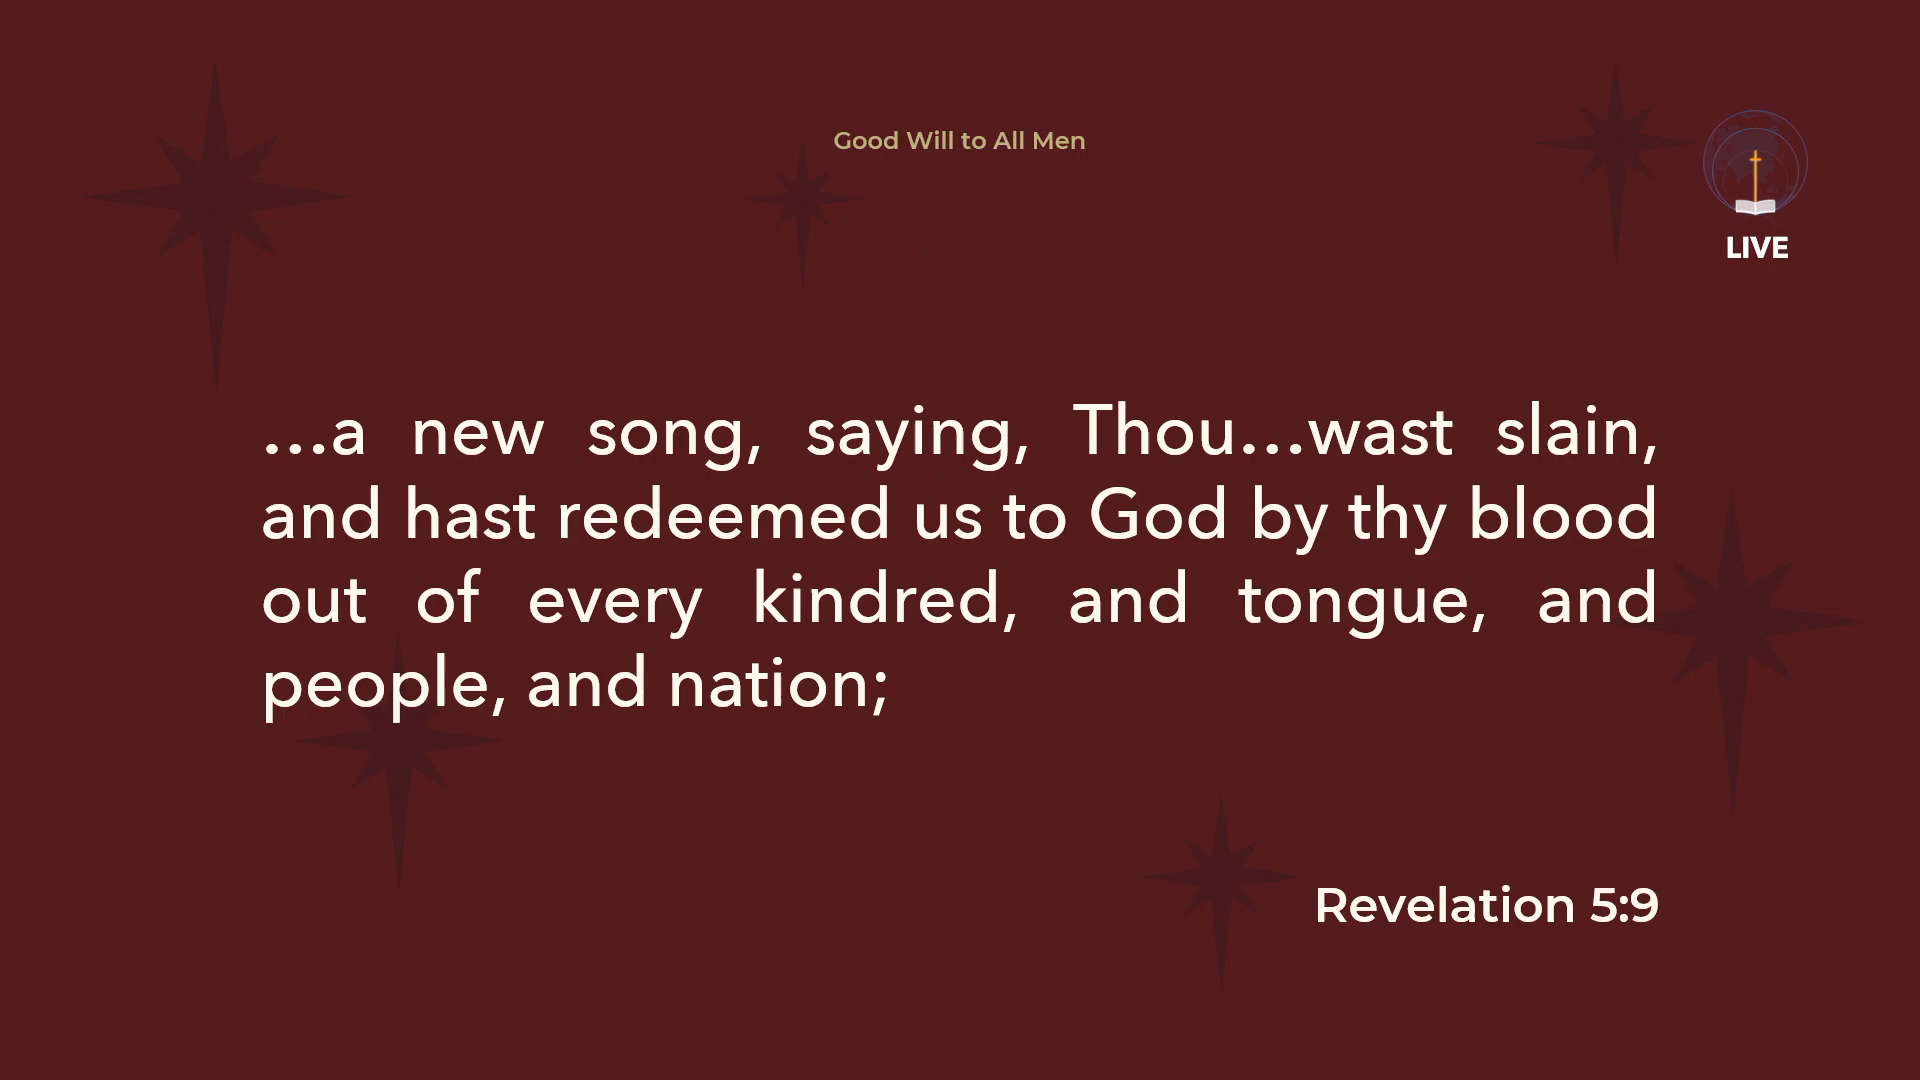 Good Will to All Men
LIVE
…a new song, saying, Thou…wast slain,
and hast redeemed us to God by thy blood
out of every kindred, and tongue, and
people, and nation;
Revelation 5:9